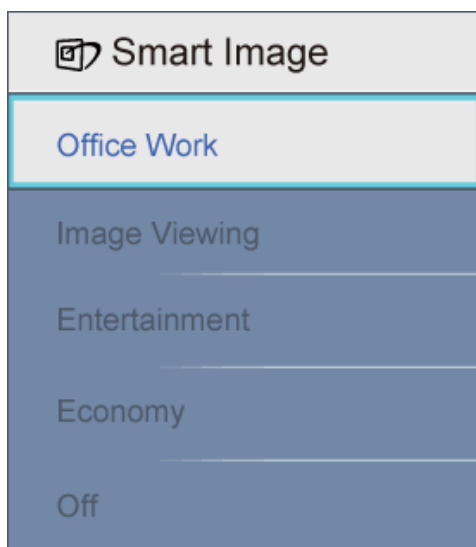 Smart Image
Office Work
Image Viewing
Entertainment
Economy
Off